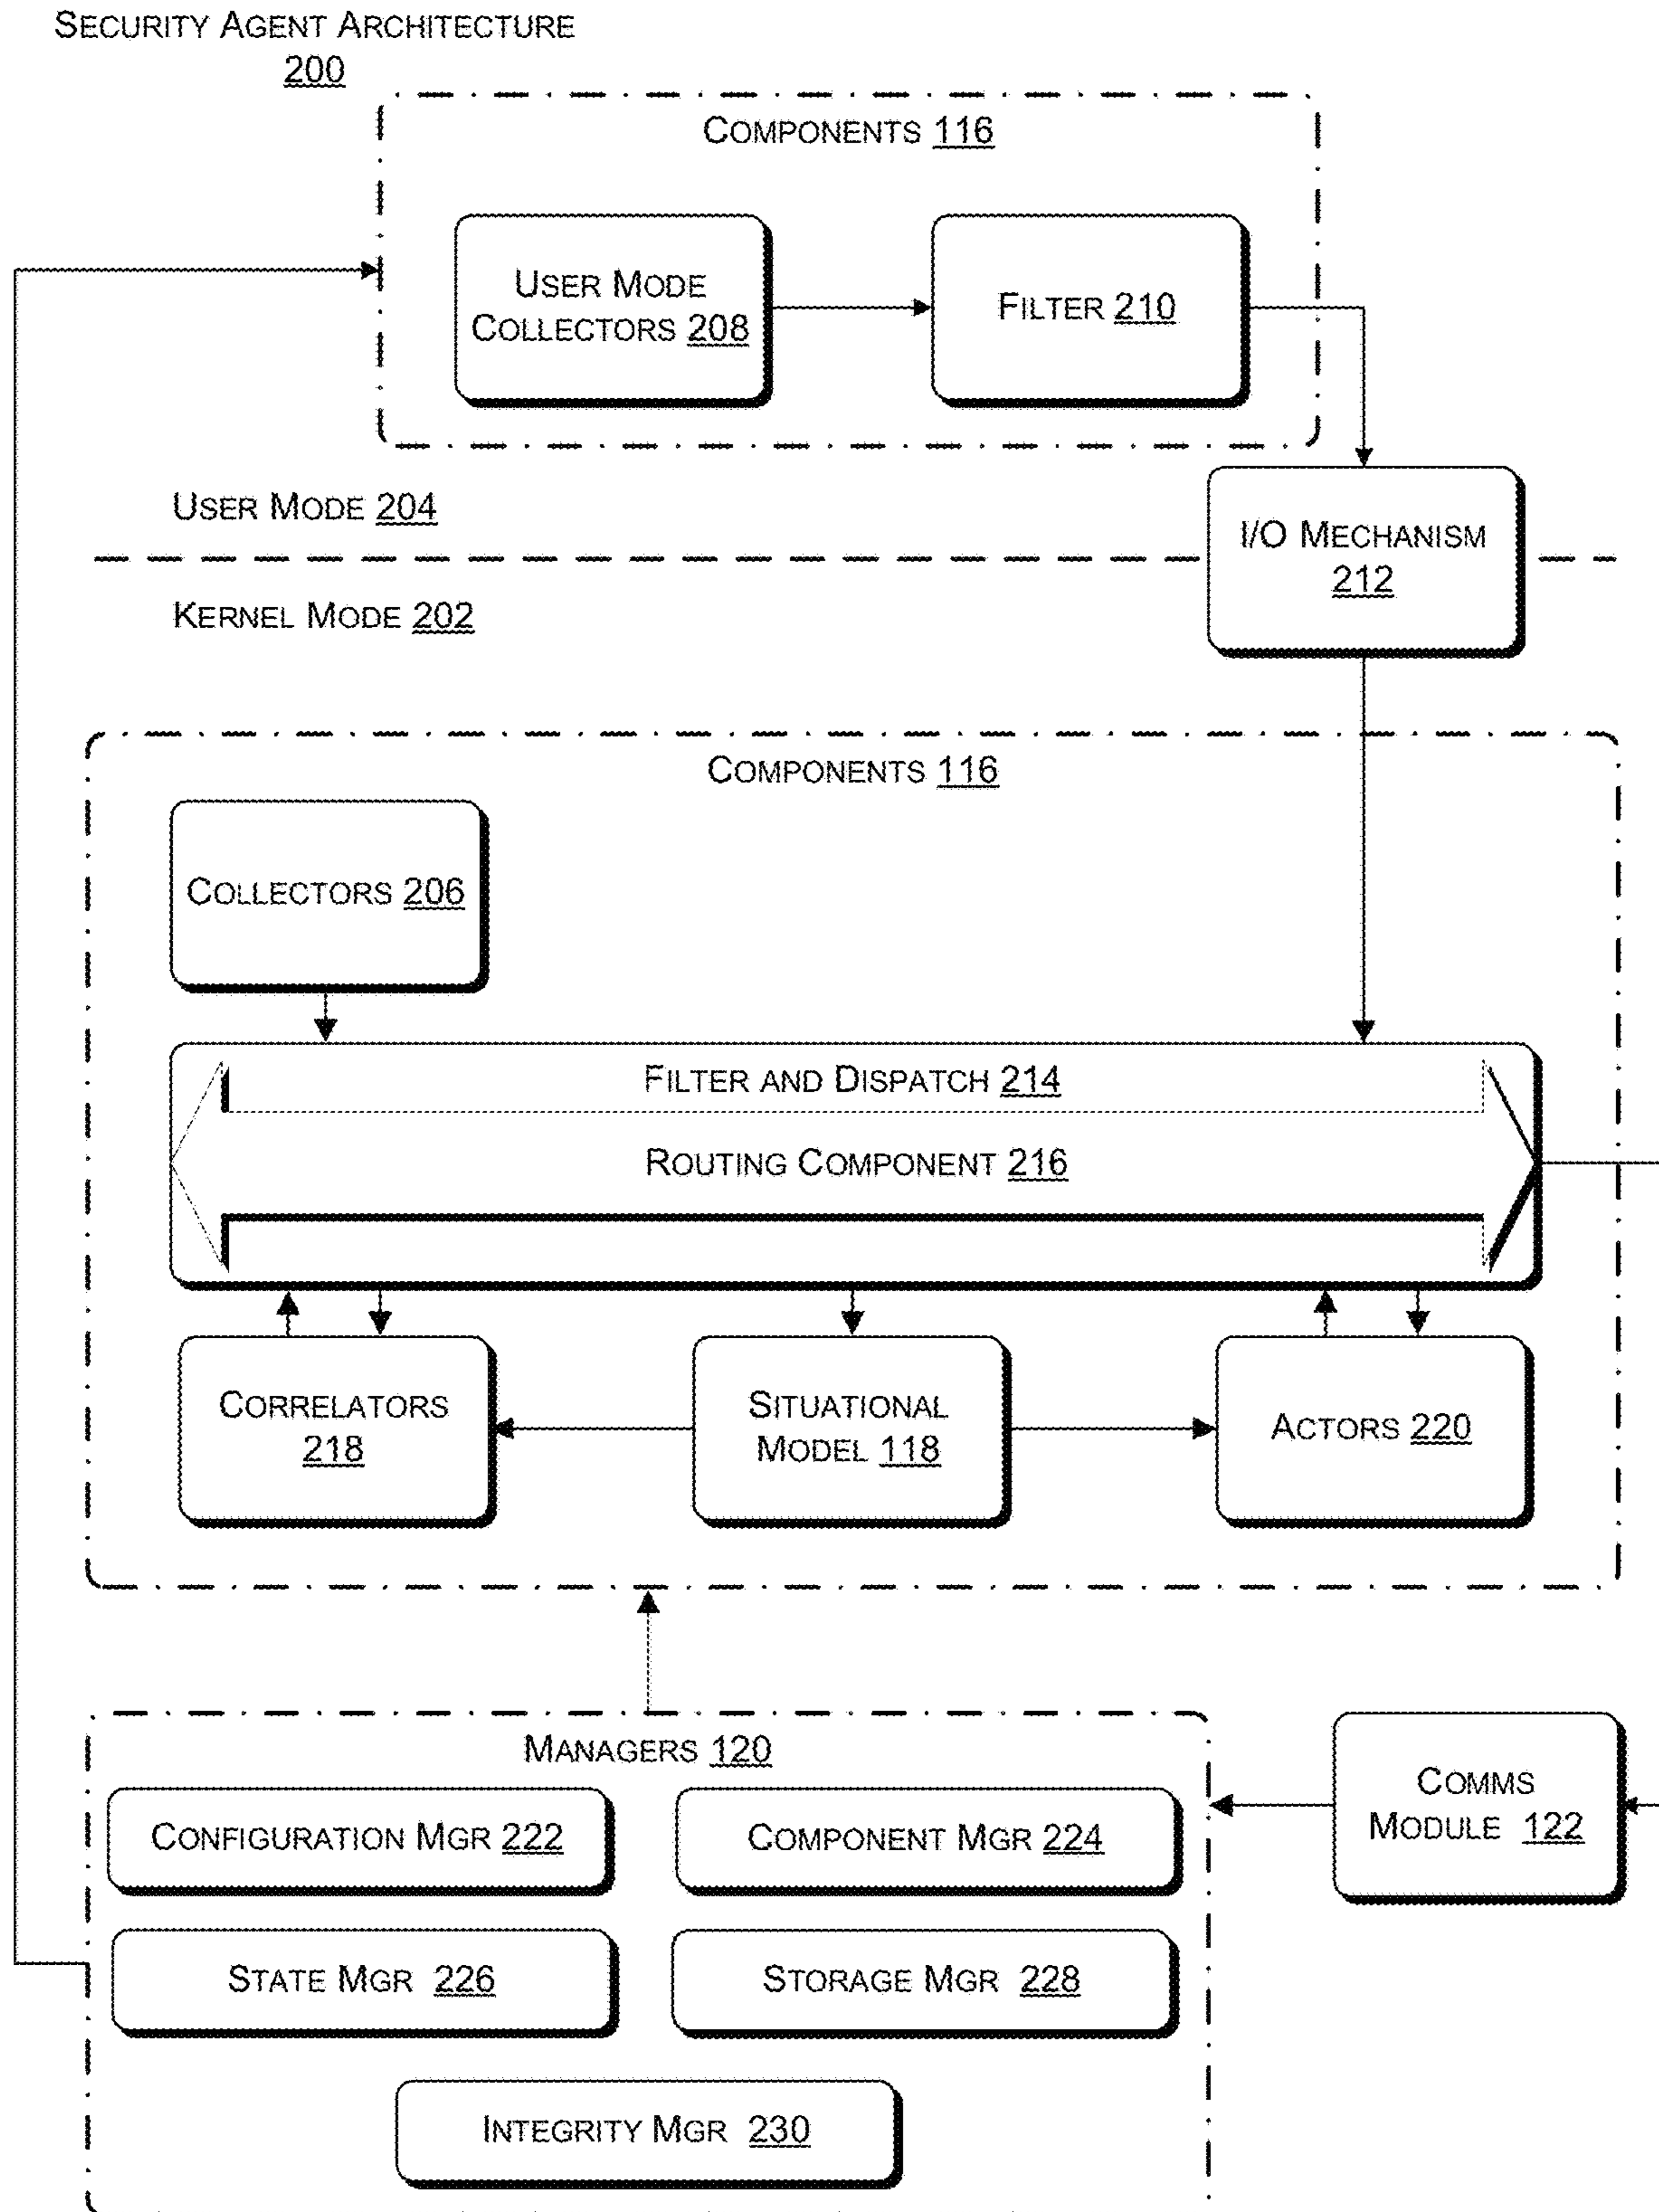 SECURITY AGENT ARCHITECTURE
200
COMPONENTS 116
USER MODE
COLLECTORS 208
FILTER 210
USER MODE 204
I/O MECHANISM
212
KERNEL MODE 202
COMPONENTS 116
COLLECTORS 206
FILTER AND DISPATCH 214
ROUTING COMPONENT 216
CORRELATORS
218
SITUATIONAL
MODEL 118
ACTORS 220
MANAGERS 120
CONFIGURATION MGR 222
COMPONENT MGR 224
STATE MGR 226
STORAGE MGR 228
INTEGRITY MGR 230
COMMS
MODULE 122